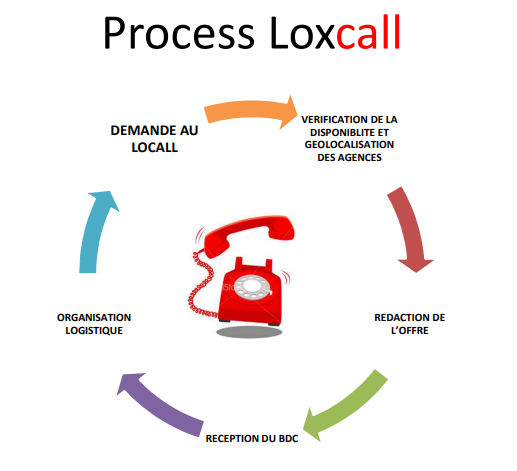 Process Loxcall
DEMANDE AU
LOCALL
VERIFICATION DE LA
DISPONIBLITE ET
GEOLOCALISATION
DES AGENCES
REDACTION DE
L'OFFRE
RECEPTION DU BDC
ORGANISATION
LOGISTIQUE